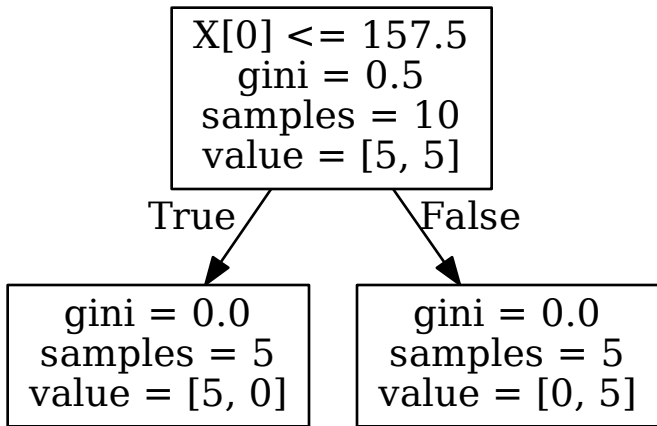 X[0] <= 157.5
gini = 0.5
samples = 10
value = [5, 5]
True
False
gini = 0.0
samples = 5
value = [5, 0]
gini = 0.0
samples = 5
value = [0, 5]